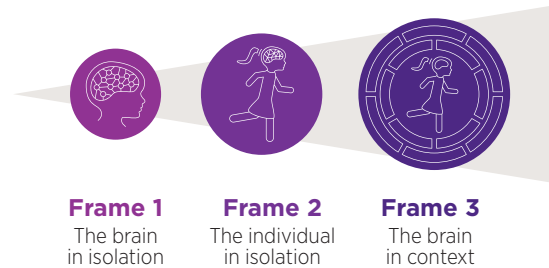 Frame 1
The brain
in isolation
Frame 2
The individual
in isolation
Frame 3
The brain
in context